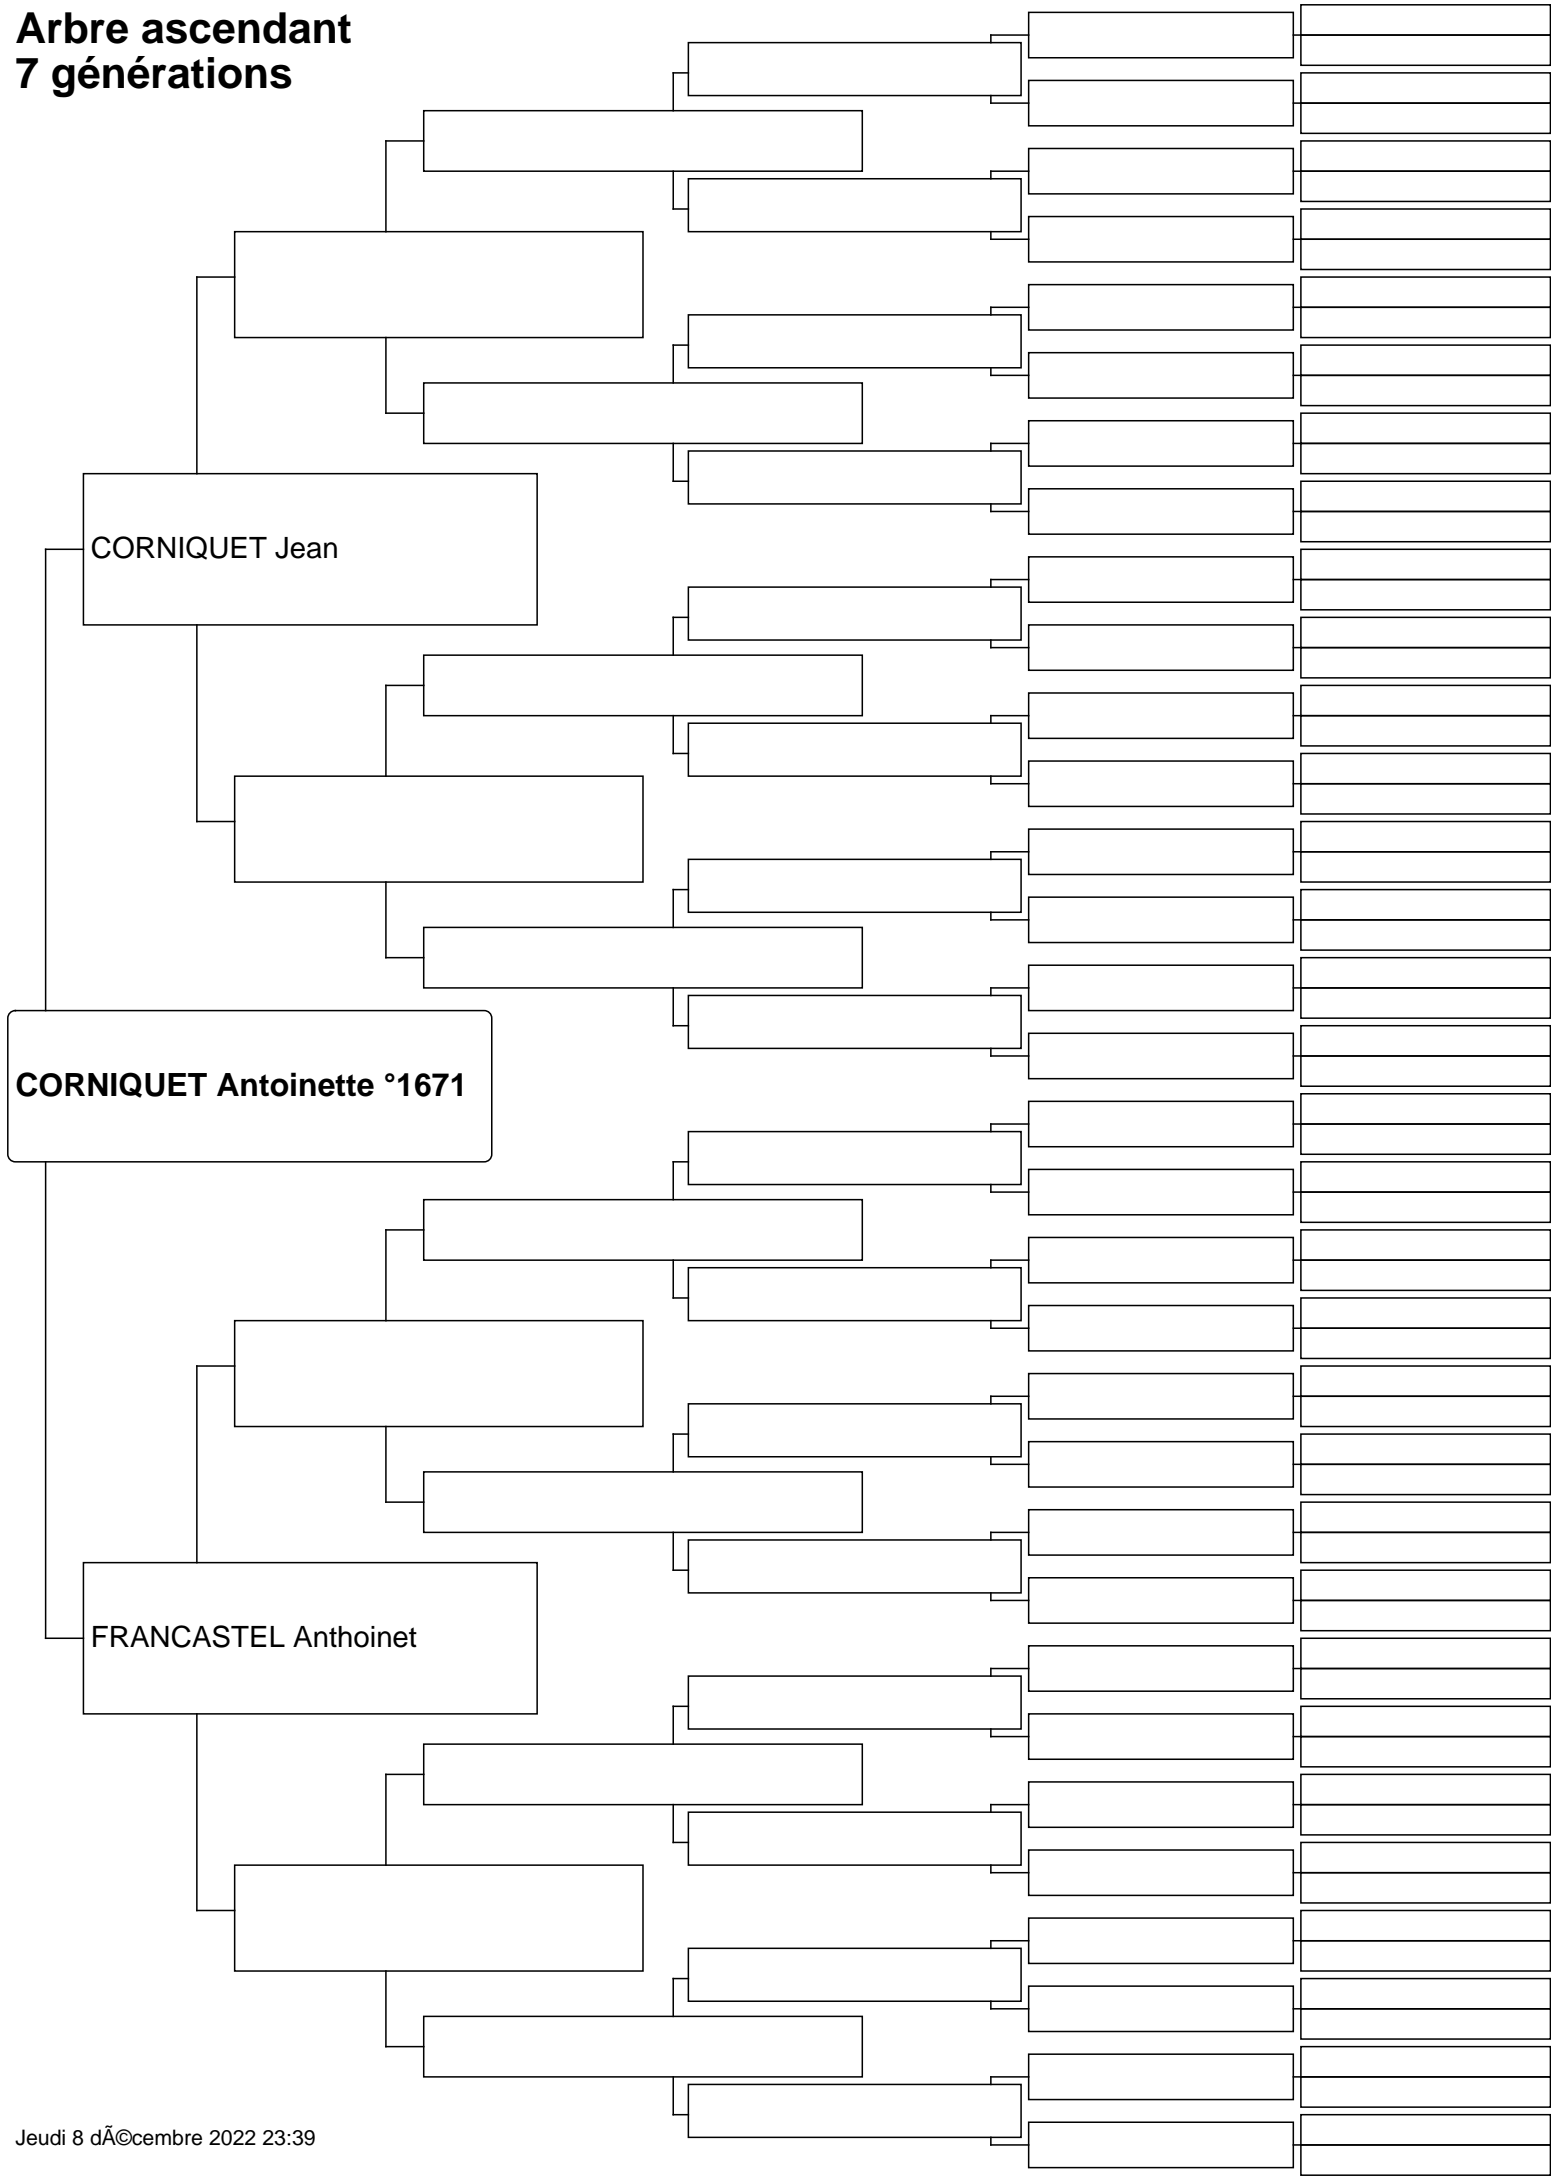 Arbre ascendant
7 générations
CORNIQUET Jean
CORNIQUET Antoinette °1671
FRANCASTEL Anthoinet
Jeudi 8 dÃ©cembre 2022 23:39